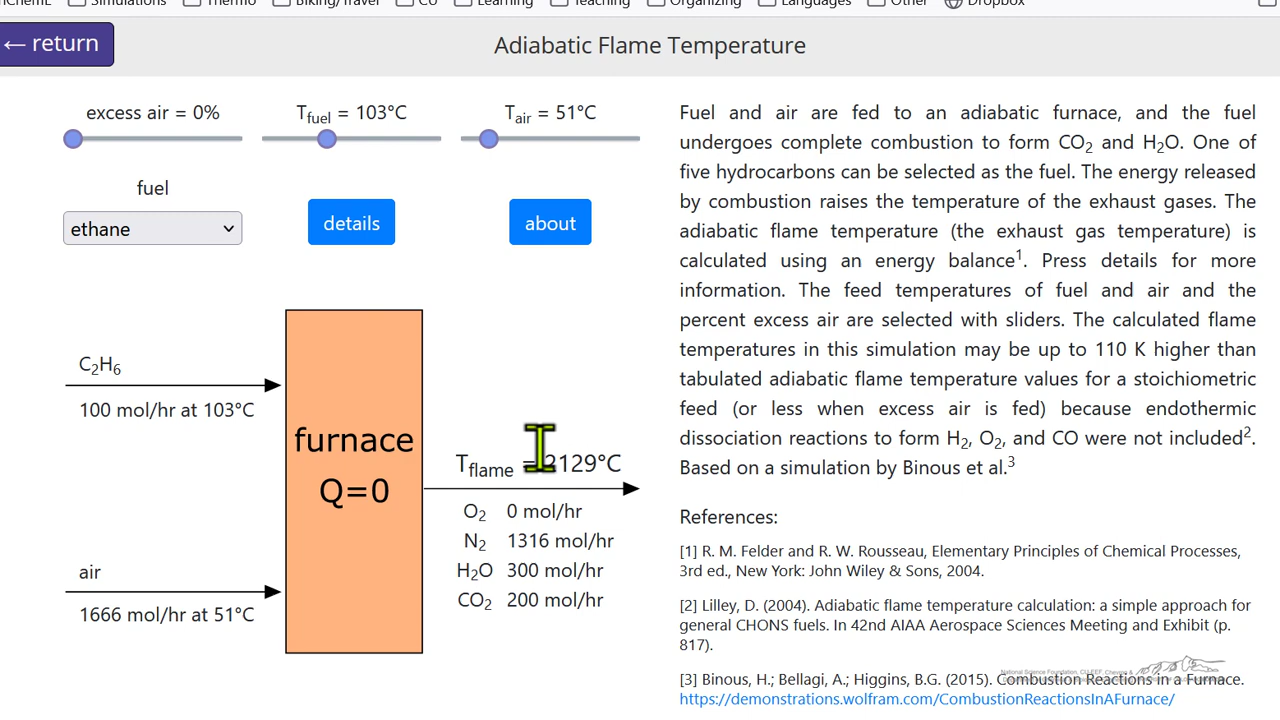 Simulations Thermo Biking/Travel CU Learning Teaching Organizing Languages Other Dropbox
← return
Adiabatic Flame Temperature
excess air = 0%
Tfuel = 103°C
Tair = 51°C
fuel
ethane
details
about
C2H6
100 mol/hr at 103°C
furnace
Q=0
Tflame = 2129°C
O2 0 mol/hr
N2 1316 mol/hr
H2O 300 mol/hr
CO2 200 mol/hr
air
1666 mol/hr at 51°C
Fuel and air are fed to an adiabatic furnace, and the fuel
undergoes complete combustion to form CO2 and H2O. One of
five hydrocarbons can be selected as the fuel. The energy released
by combustion raises the temperature of the exhaust gases. The
adiabatic flame temperature (the exhaust gas temperature) is
calculated using an energy balance1. Press details for more
information. The feed temperatures of fuel and air and the
percent excess air are selected with sliders. The calculated flame
temperatures in this simulation may be up to 110 K higher than
tabulated adiabatic flame temperature values for a stoichiometric
feed (or less when excess air is fed) because endothermic
dissociation reactions to form H2, O2, and CO were not included2.
Based on a simulation by Binous et al.3
References:
[1] R. M. Felder and R. W. Rousseau, Elementary Principles of Chemical Processes,
3rd ed., New York: John Wiley & Sons, 2004.
[2] Lilley, D. (2004). Adiabatic flame temperature calculation: a simple approach for
general CHONS fuels. In 42nd AIAA Aerospace Sciences Meeting and Exhibit (p.
817).
[3] Binous, H.; Bellagi, A.; Higgins, B.G. (2015). Combustion Reactions in a Furnace.
https://demonstrations.wolfram.com/CombustionReactionsInAFurnace/